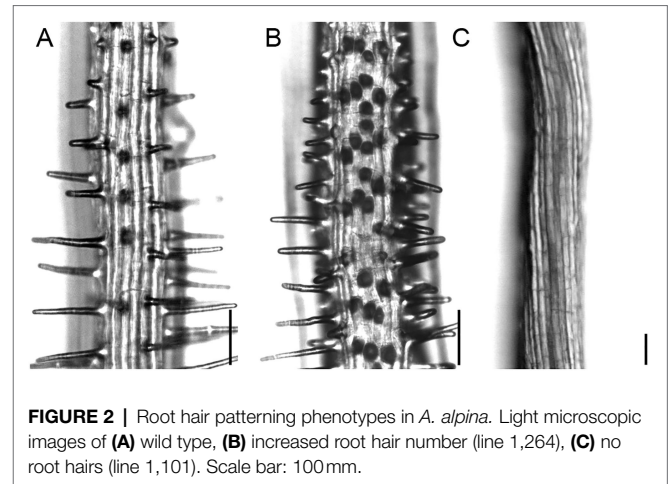 A
B
C
FIGURE 2 | Root hair patterning phenotypes in A. alpina. Light microscopic
images of (A) wild type, (B) increased root hair number (line 1,264), (C) no
root hairs (line 1,101). Scale bar: 100 mm.